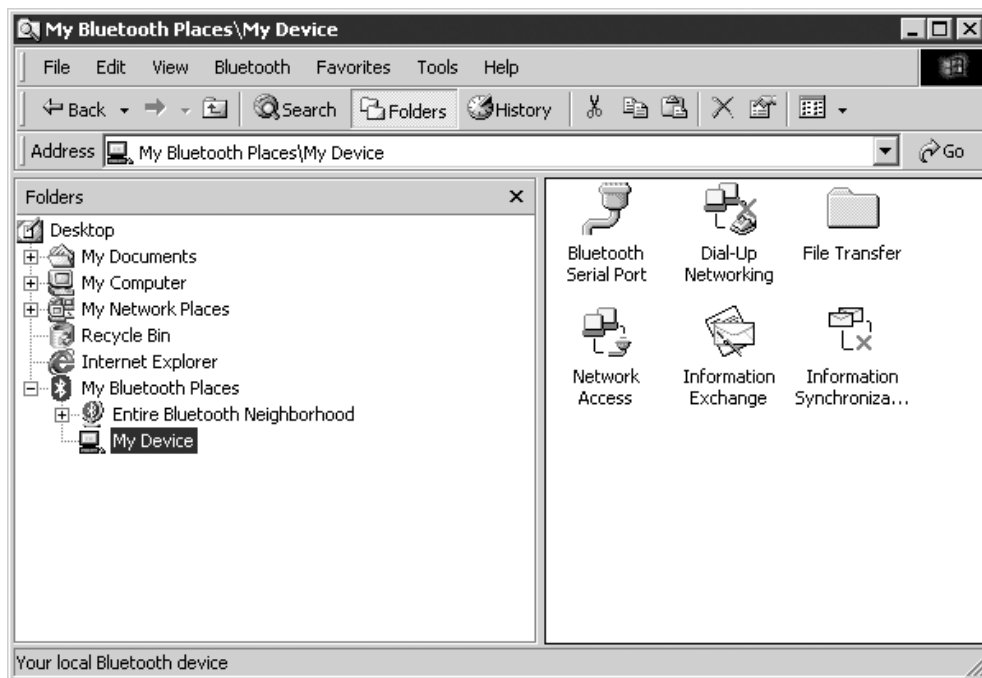 My Bluetooth Places\My Device
File Edit View Bluetooth Favorites Tools Help
Back Search Folders History
Address My Bluetooth Places\My Device Go
Folders
Desktop
My Documents
My Computer
My Network Places
Recycle Bin
Internet Explorer
My Bluetooth Places
Entire Bluetooth Neighborhood
My Device
Bluetooth
Serial Port
Dial-Up
Networking
File Transfer
Network
Access
Information
Exchange
Information
Synchroniza...
Your local Bluetooth device